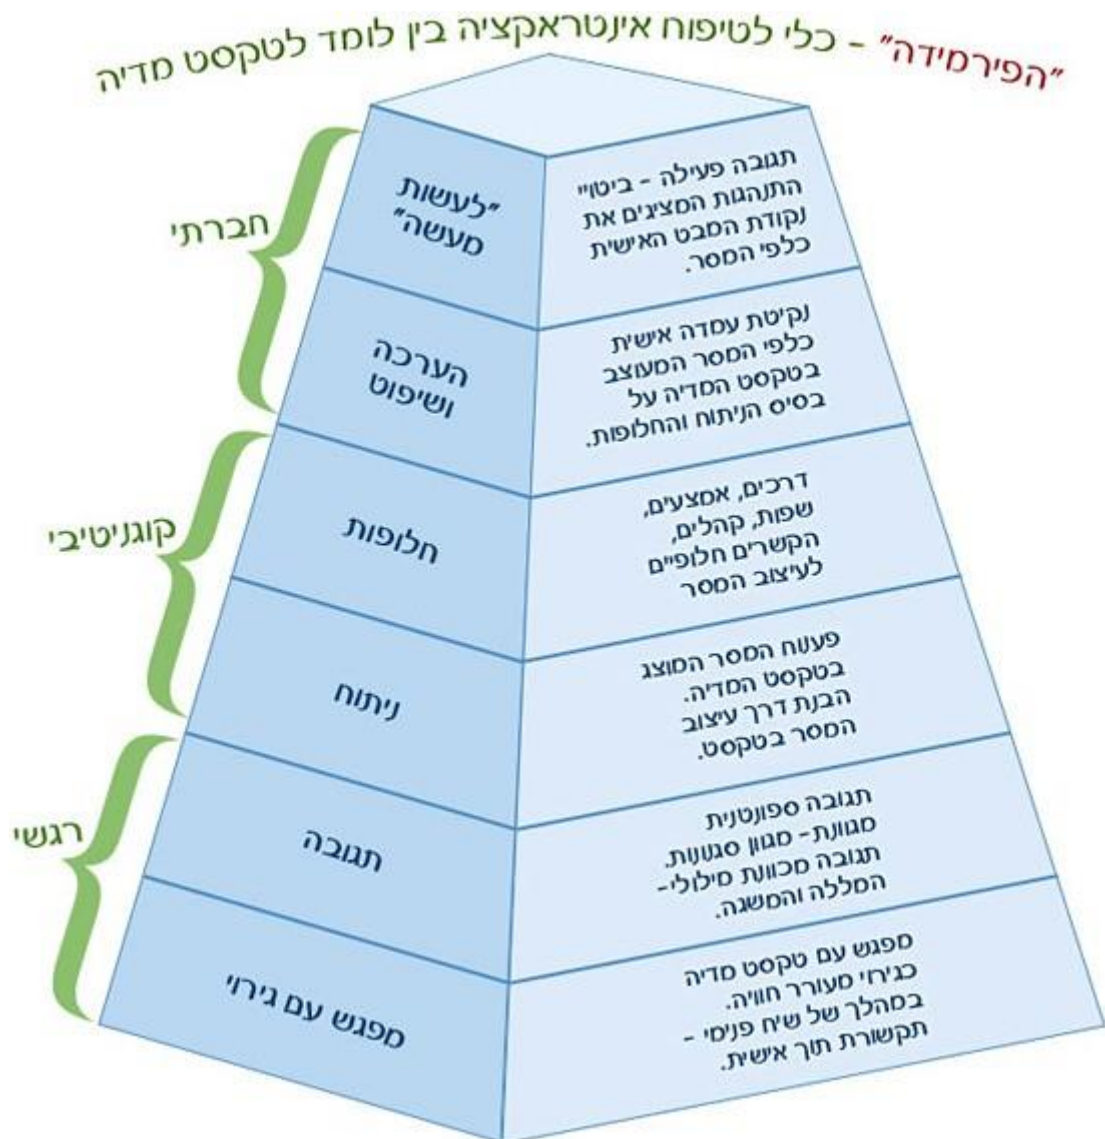 "הפירמידה" - כלי לטיפוח אינטראקציה בין לומד לטקסט מדיה
חברתי
"לעשות
מעשה"
תגובה פעילה - ביטויי
התנהגות המציגים את
נקודת המבט האישית
כלפי המסר.
הערכה
ושיפוט
נקיטת עמדה אישית
כלפי המסר המעוצב
בטקסט המדיה על
בסיס הניתוח והחלופות.
קוגניטיבי
חלופות
דרכים, אמצעים,
שפות, קהלים,
הקשרים חלופיים
לעיצוב המסר
ניתוח
פענוח המסר המוצג
בטקסט המדיה.
הבנת דרך עיצוב
המסר בטקסט.
רגשי
תגובה
תגובה ספונטנית
מגוונת- מגוון סגנונות.
תגובה מכוונת מילולי-
המללה והמשגה.
מפגש עם גירוי
מפגש עם טקסט מדיה
כגירוי מעורר חוויה.
במהלך של שיח פנימי -
תקשורת תוך אישית.